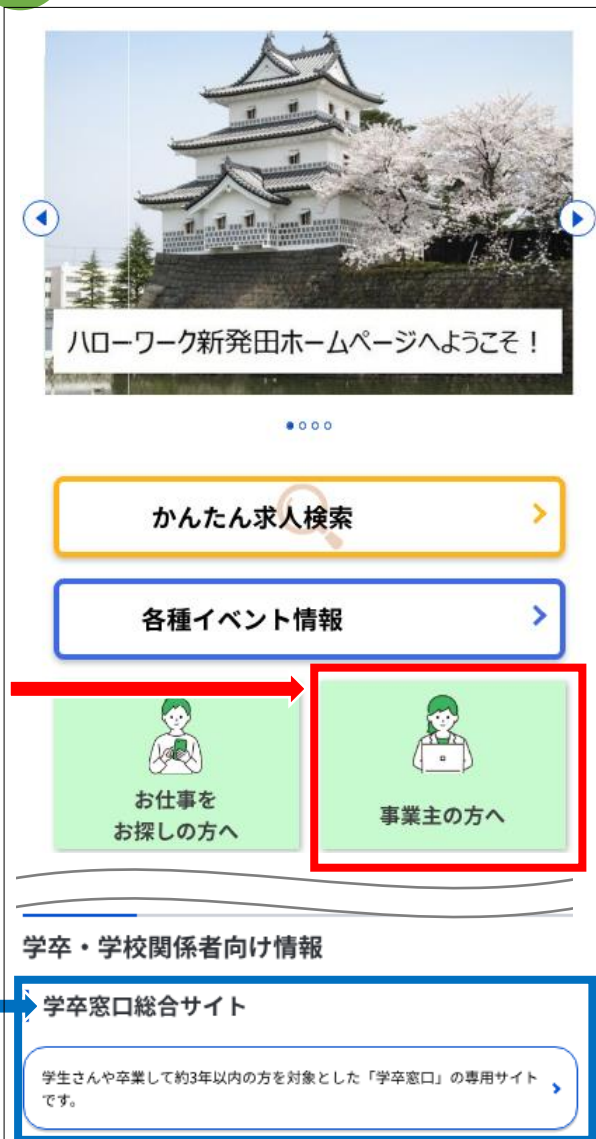 ハローワーク新発田ホームページへようこそ！
かんたん求人検索
各種イベント情報
お仕事を
お探しの方へ
事業主の方へ
学卒・学校関係者向け情報
学卒窓口総合サイト
学生さんや卒業して約3年以内の方を対象とした「学卒窓口」の専用サイト
です。